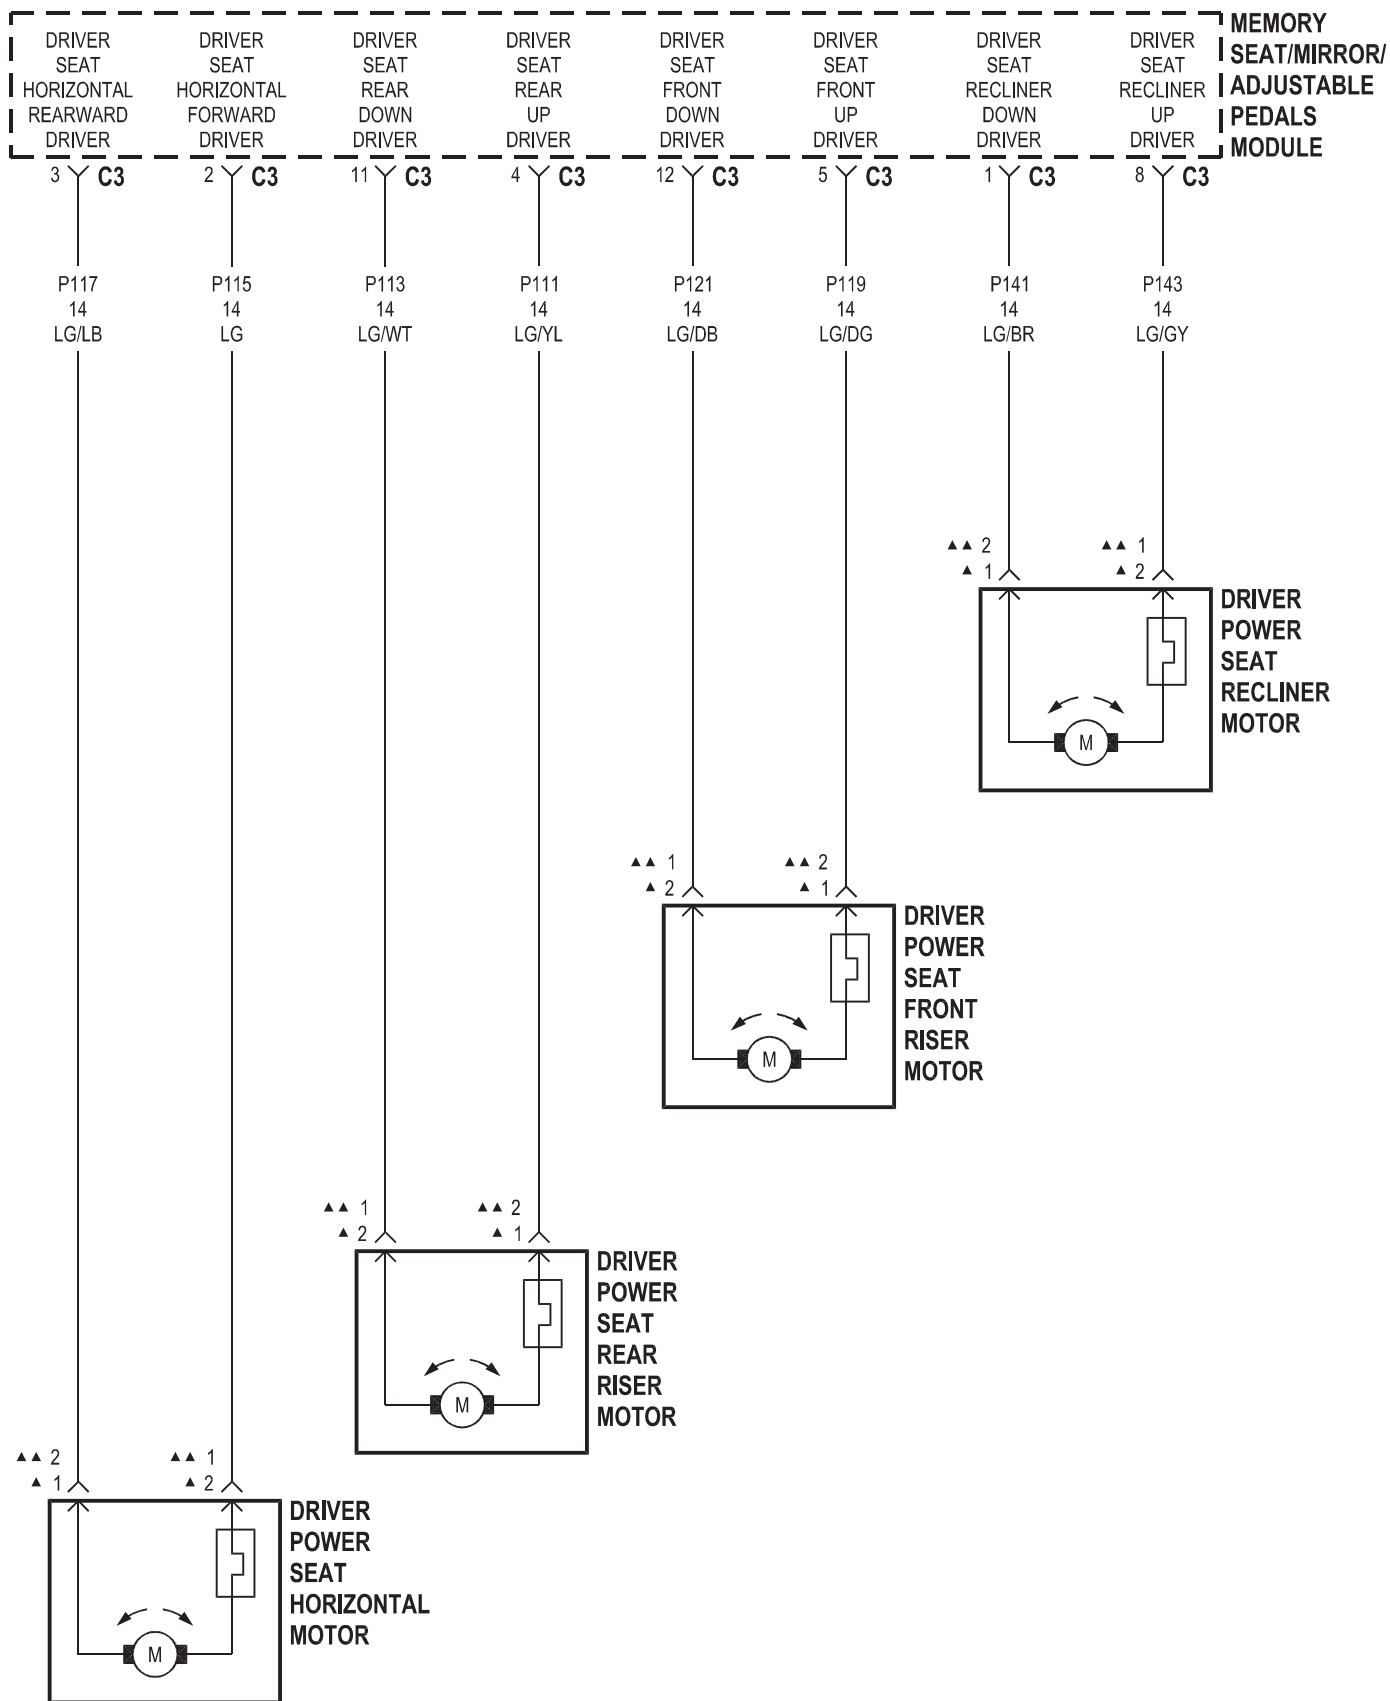 DRIVER SEAT HORIZONTAL REARWARD DRIVER
DRIVER SEAT HORIZONTAL FORWARD DRIVER
DRIVER SEAT REAR DOWN DRIVER
DRIVER SEAT REAR UP DRIVER
DRIVER SEAT FRONT DOWN DRIVER
DRIVER SEAT FRONT UP DRIVER
DRIVER SEAT RECLINER DOWN DRIVER
DRIVER SEAT RECLINER UP DRIVER
MEMORY
SEAT/MIRROR/
ADJUSTABLE
PEDALS
MODULE
3 C3 2 C3 11 C3 4 C3 12 C3 5 C3 1 C3 8 C3
P117 P115 P113 P111 P121 P119 P141 P143
14 14 14 14 14 14 14 14
LG/LB LG LG/WT LG/YL LG/DB LG/DG LG/BR LG/GY
▲▲ 2 ▲▲ 1
▲ 1 ▲ 2
DRIVER
POWER
SEAT
RECLINER
MOTOR
M
▲▲ 1 ▲▲ 2
▲ 2 ▲ 1
DRIVER
POWER
SEAT
FRONT
RISER
MOTOR
M
▲▲ 1 ▲▲ 2
▲ 2 ▲ 1
DRIVER
POWER
SEAT
REAR
RISER
MOTOR
M
▲▲ 2 ▲▲ 1
▲ 1 ▲ 2
DRIVER
POWER
SEAT
HORIZONTAL
MOTOR
M